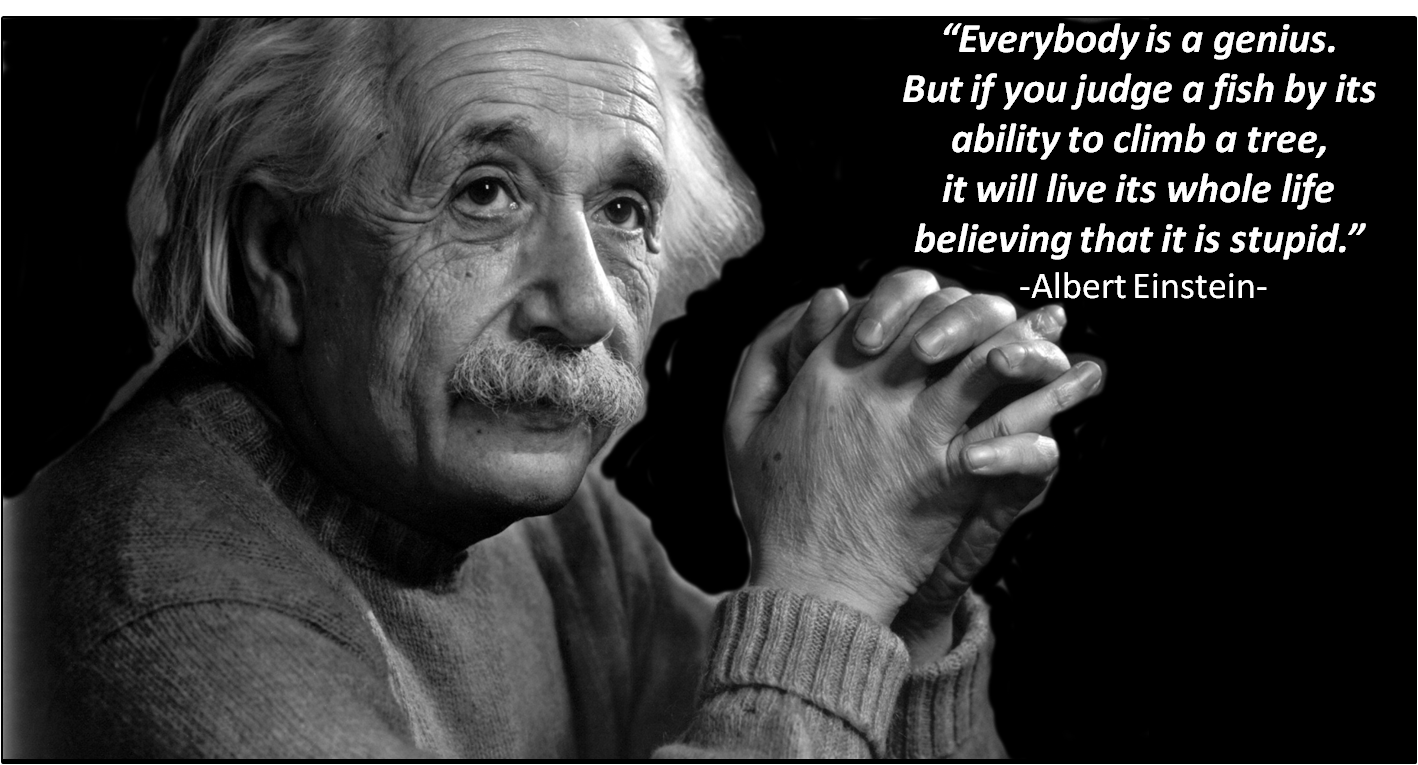 “Everybody is a genius.
But if you judge a fish by its
ability to climb a tree,
it will live its whole life
believing that it is stupid.”
-Albert Einstein-